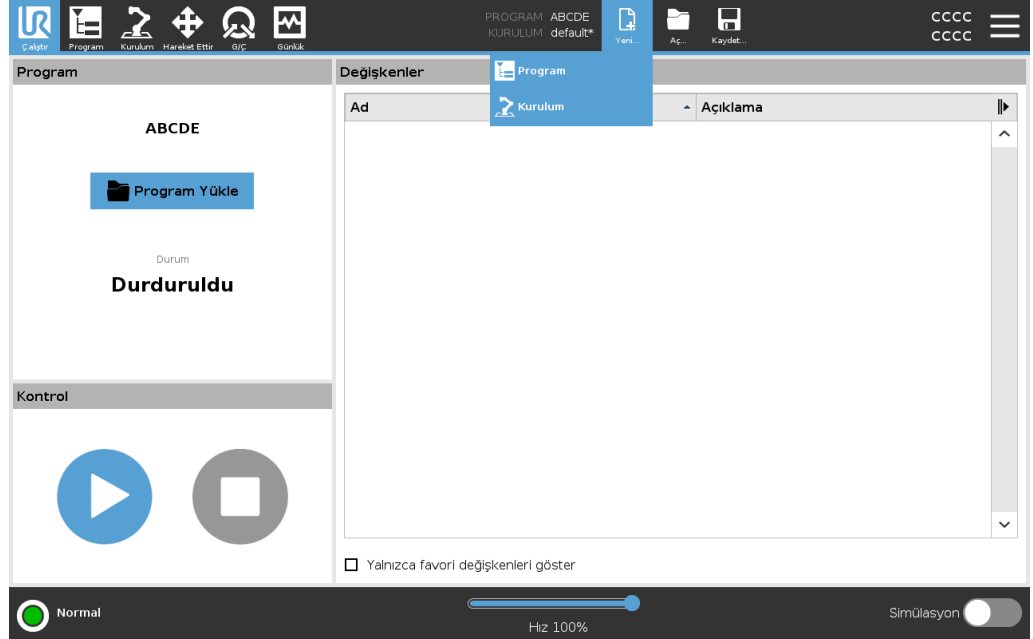 UR
Çalıştır
Program
Kurulum
Hareket Ettir
G/Ç
Günlük
PROGRAM ABCDE
KURULUM default*
Yeni...
Aç...
Kaydet...
CCCC
CCCC
Program
Kurulum
Program
ABCDE
Program Yükle
Durum
Durduruldu
Kontrol
Değişkenler
Ad
Açıklama
Yalnızca favori değişkenleri göster
Normal
Hız 100%
Simülasyon